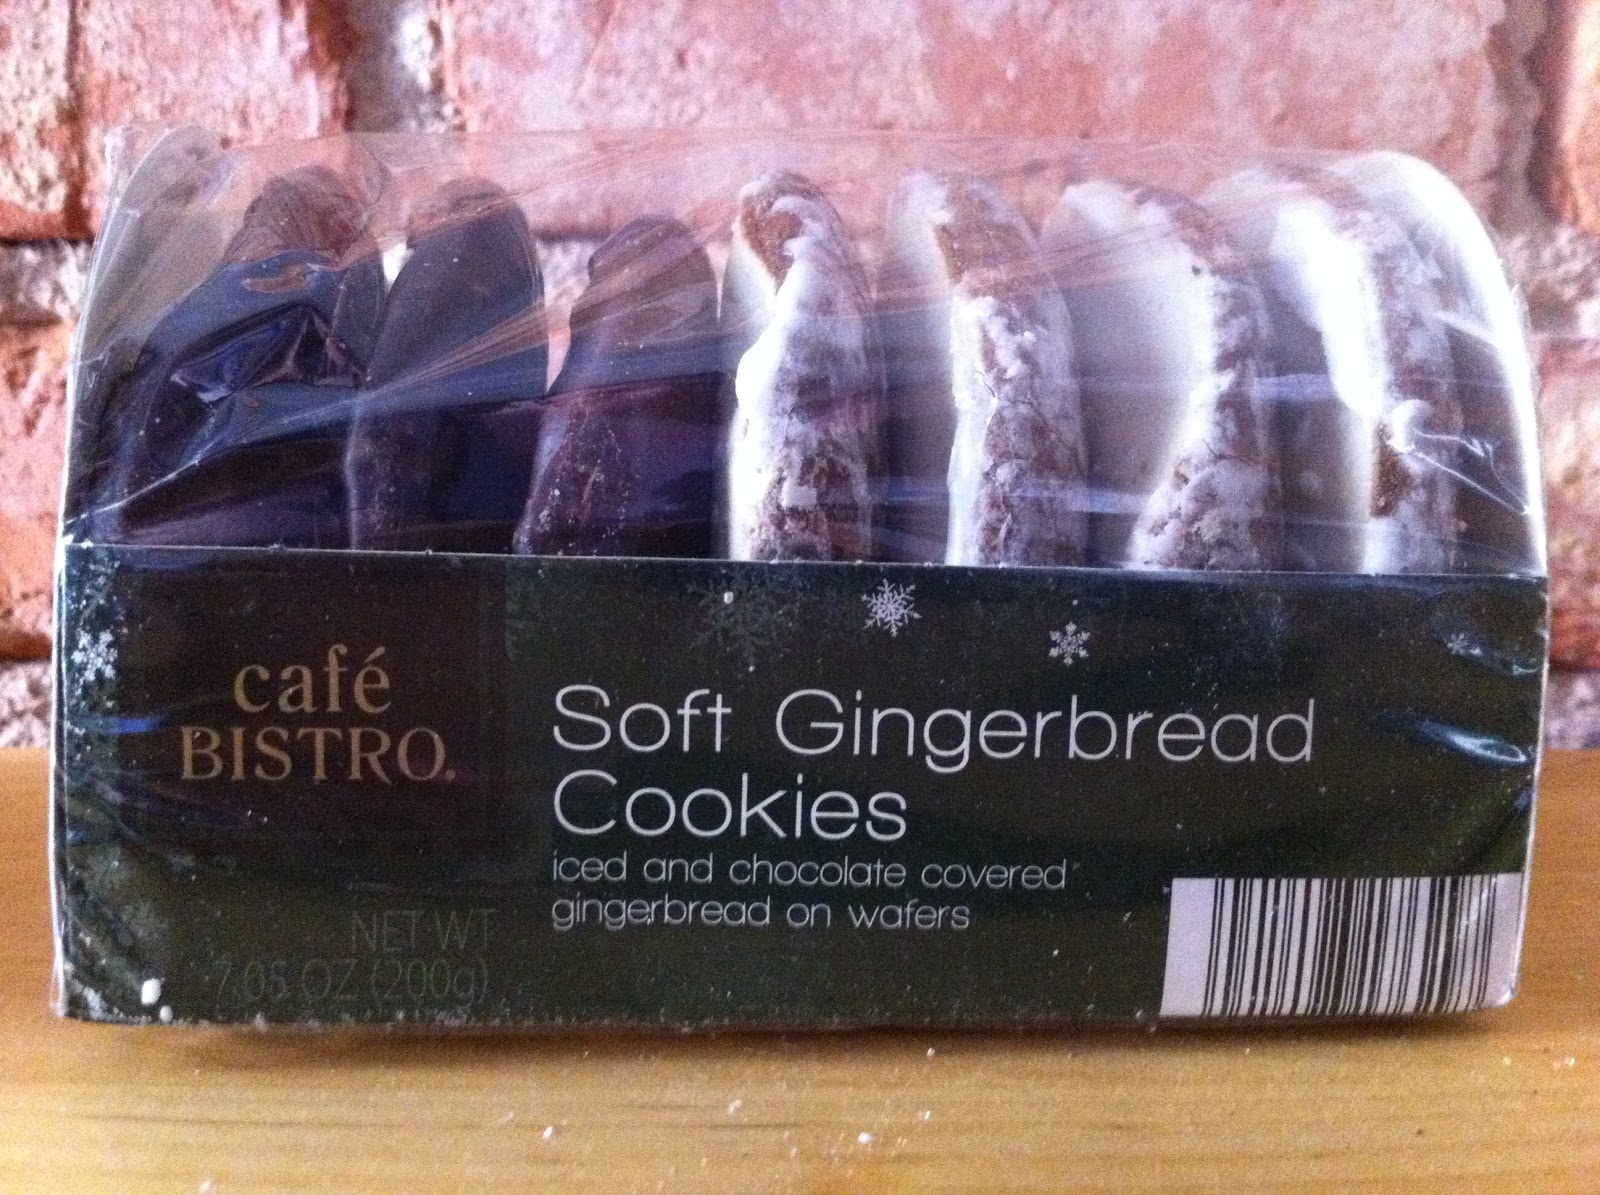 café
BISTRO.
Soft Gingerbread
Cookies
iced and chocolate covered
gingerbread on wafers
NET WT
7.05 OZ (200g)